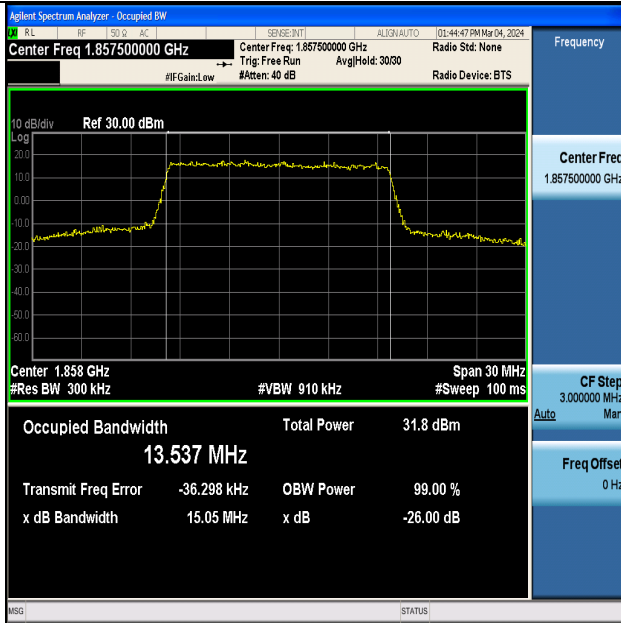 Agilent Spectrum Analyzer - Occupied BW
RL RF 50 Ω AC SENSE:INT ALIGN AUTO 01:44:47 PM Mar 04, 2024
Center Freq 1.857500000 GHz Center Freq: 1.857500000 GHz Radio Std: None
Trig: Free Run Avg|Hold: 30/30
#IFGain:Low #Atten: 40 dB Radio Device: BTS
10 dB/div Ref 30.00 dBm
Log
20.0
10.0
0.00
-10.0
-20.0
-30.0
-40.0
-50.0
-60.0
Center 1.858 GHz Span 30 MHz
#Res BW 300 kHz #VBW 910 kHz #Sweep 100 ms
Occupied Bandwidth Total Power 31.8 dBm
13.537 MHz
Transmit Freq Error -36.298 kHz OBW Power 99.00 %
x dB Bandwidth 15.05 MHz x dB -26.00 dB
MSG STATUS
Frequency
Center Freq
1.857500000 GHz
CF Step
3.000000 MHz
Auto Man
Freq Offset
0 Hz